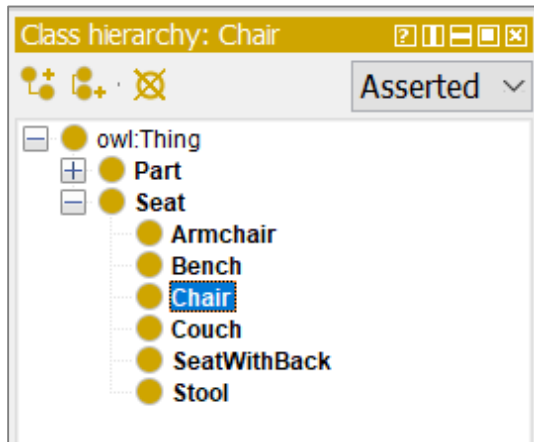 Class hierarchy: Chair
Asserted
owl:Thing
Part
Seat
Armchair
Bench
Chair
Couch
SeatWithBack
Stool